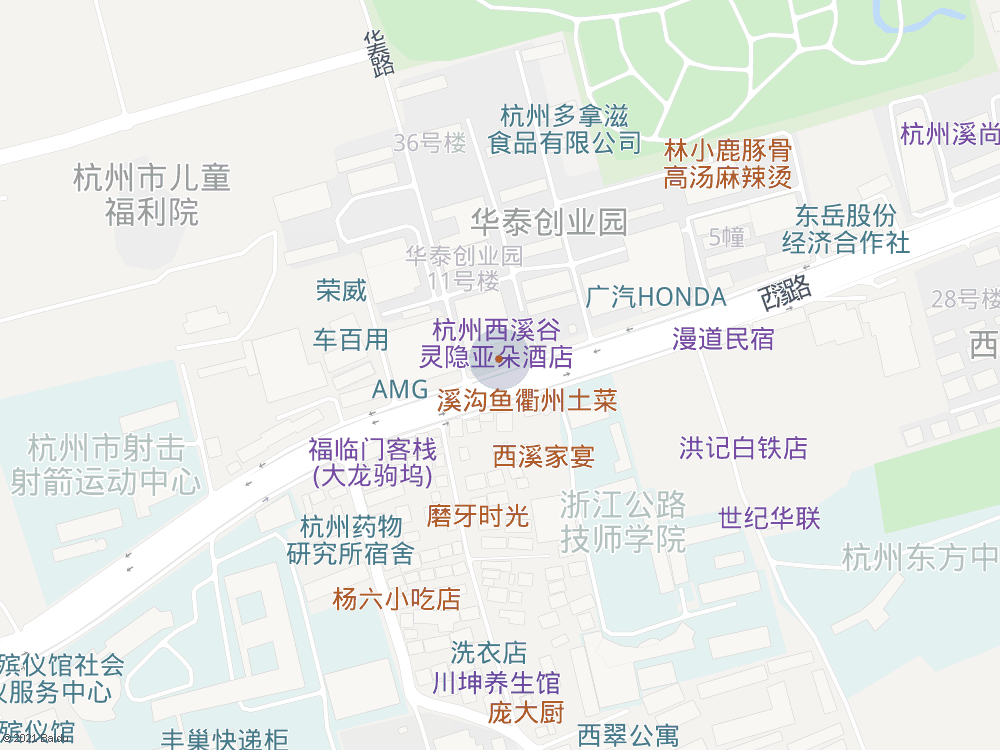 华泰路
杭州多拿滋
食品有限公司
36号楼
杭州溪尚
林小鹿豚骨
高汤麻辣烫
杭州市儿童
福利院
华泰创业园
东岳股份
经济合作社
5幢
华泰创业园
11号楼
荣威
广汽HONDA
西溪路
28号楼
杭州西溪谷
灵隐亚朵酒店
车百用
漫道民宿
西
AMG
溪沟鱼衢州土菜
杭州市射击
射箭运动中心
福临门客栈
(大龙驹坞)
西溪家宴
洪记白铁店
浙江公路
技师学院
磨牙时光
世纪华联
杭州药物
研究所宿舍
杭州东方中
杨六小吃店
洗衣店
殡仪馆社会
仪服务中心
川坤养生馆
庞大厨
殡仪馆
丰巢快递柜
西翠公寓
© 2021 Baidu